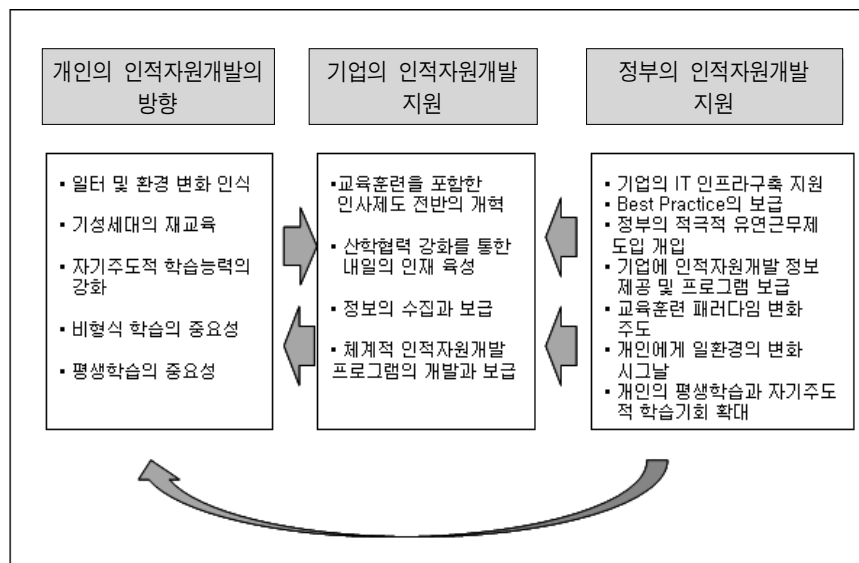 개인의 인적자원개발의
방향
기업의 인적자원개발
지원
정부의 인적자원개발
지원
▪ 일터 및 환경 변화 인식
▪ 기성세대의 재교육
▪ 자기주도적 학습능력의
강화
▪ 비형식 학습의 중요성
▪ 평생학습의 중요성
▪교육훈련을 포함한
인사제도 전반의 개혁
▪ 산학협력 강화를 통한
내일의 인재 육성
▪ 정보의 수집과 보급
▪ 체계적 인적자원개발
프로그램의 개발과 보급
▪ 기업의 IT 인프라구축 지원
▪ Best Practice의 보급
▪ 정부의 적극적 유연근무제
도입 개입
▪ 기업에 인적자원개발 정보
제공 및 프로그램 보급
▪ 교육훈련 패러다임 변화
주도
▪ 개인에게 일환경의 변화
시그날
▪ 개인의 평생학습과 자기주도
적 학습기회 확대